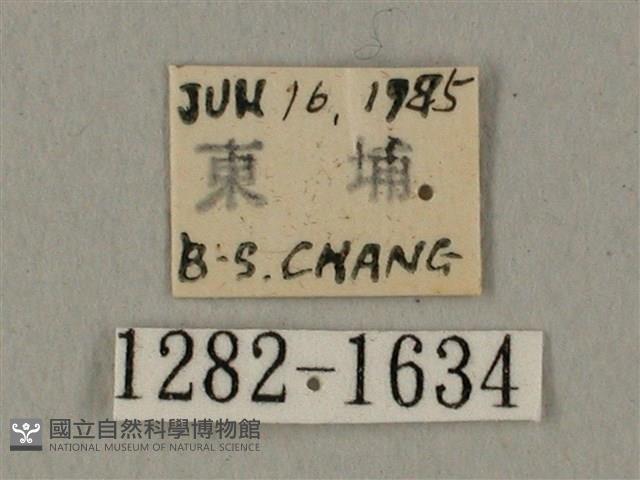 JUN 16, 1985
東 埔
B-S. CHANG
1282-1634
國立自然科學博物館
NATIONAL MUSEUM OF NATURAL SCIENCE